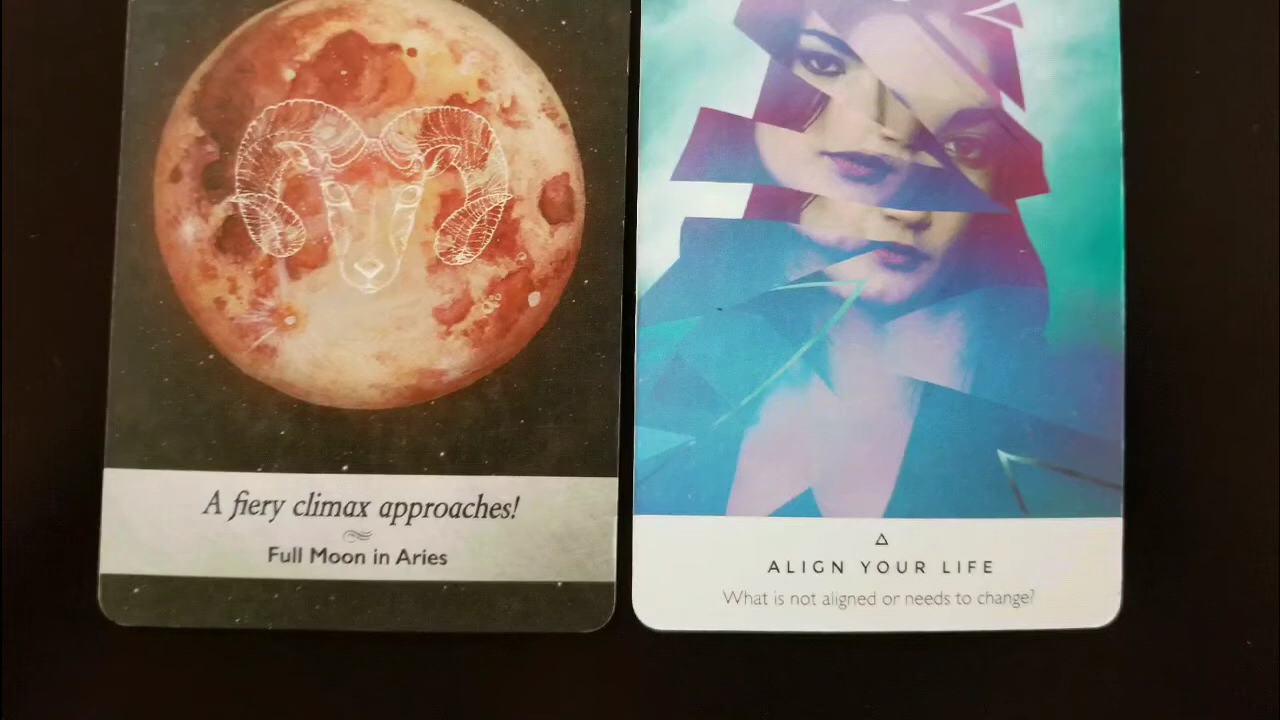 A fiery climax approaches!
Full Moon in Aries
ALIGN YOUR LIFE
What is not aligned or needs to change?